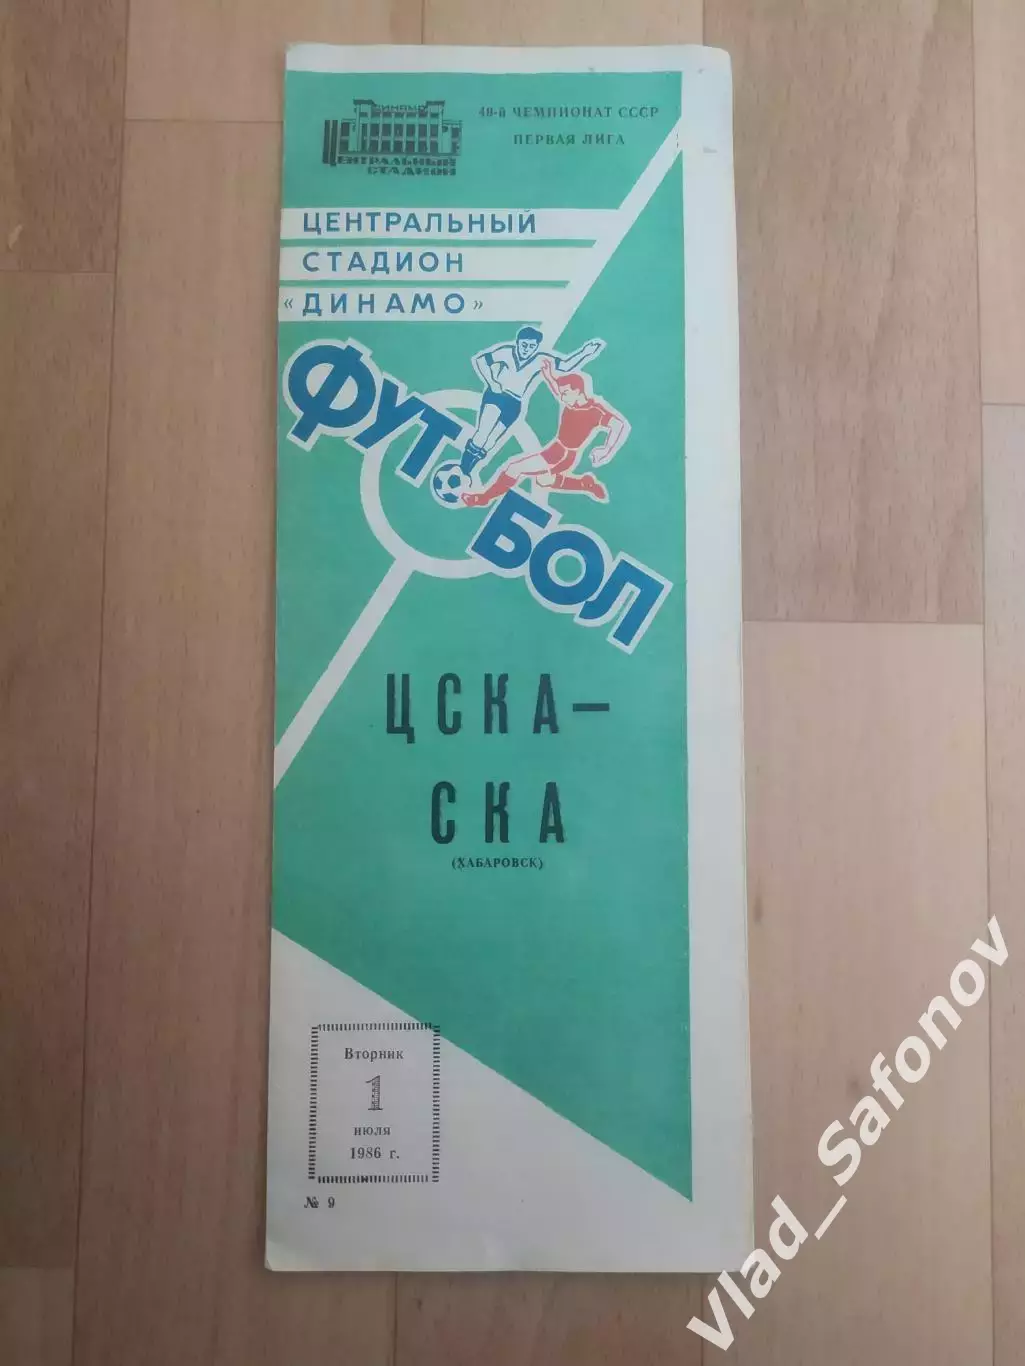 ДИНАМО
ЦЕНТРАЛЬНЫЙ
СТАДИОН
49-й ЧЕМПИОНАТ СССР
ПЕРВАЯ ЛИГА
ЦЕНТРАЛЬНЫЙ
СТАДИОН
«ДИНАМО»
ФУТ
БОЛ
ЦСКА—
СКА
(ХАБАРОВСК)
Вторник
1
июля
1986 г.
№ 9
Vlad_Safonov